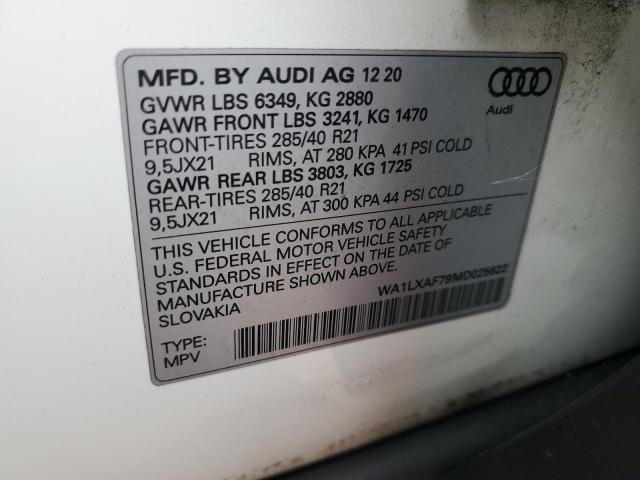 MFD. BY AUDI AG 12 20
GVWR LBS 6349, KG 2880
GAWR FRONT LBS 3241, KG 1470
FRONT-TIRES 285/40 R21
9,5JX21 RIMS, AT 280 KPA 41 PSI COLD
GAWR REAR LBS 3803, KG 1725
REAR-TIRES 285/40 R21
9,5JX21 RIMS, AT 300 KPA 44 PSI COLD
THIS VEHICLE CONFORMS TO ALL APPLICABLE
U.S. FEDERAL MOTOR VEHICLE SAFETY
STANDARDS IN EFFECT ON THE DATE OF
MANUFACTURE SHOWN ABOVE.
SLOVAKIA
WA1LXAF79MD025622
TYPE:
MPV
Audi